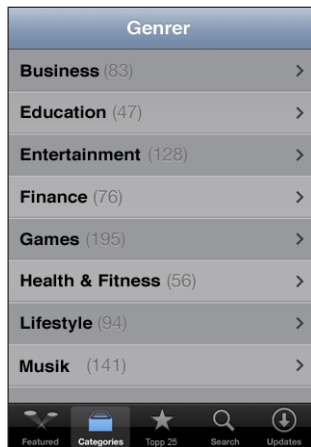 Genrer
Business (83)
Education (47)
Entertainment (128)
Finance (76)
Games (195)
Health & Fitness (56)
Lifestyle (94)
Musik (141)
Featured Categories Topp 25 Search Updates